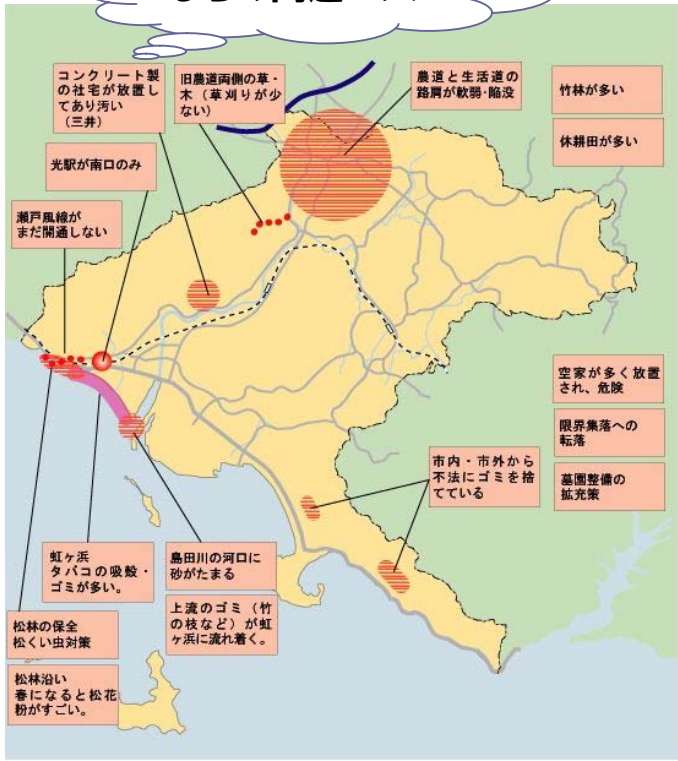 コンクリート製
の社宅が放置
してあり汚い
（三井）
旧農道両側の草・
木（草刈りが少
ない）
農道と生活道の
路肩が軟弱・陥没
竹林が多い
休耕田が多い
光駅が南口のみ
瀬戸風線が
まだ開通しない
空家が多く放置
され、危険
限界集落への
転落
墓園整備の
拡充策
市内・市外から
不法にゴミを捨
てている
虹ヶ浜
タバコの吸殻・
ゴミが多い。
島田川の河口に
砂がたまる
上流のゴミ（竹
の枝など）が虹
ヶ浜に流れ着く。
松林の保全
松くい虫対策
松林沿い
春になると松花
粉がすごい。